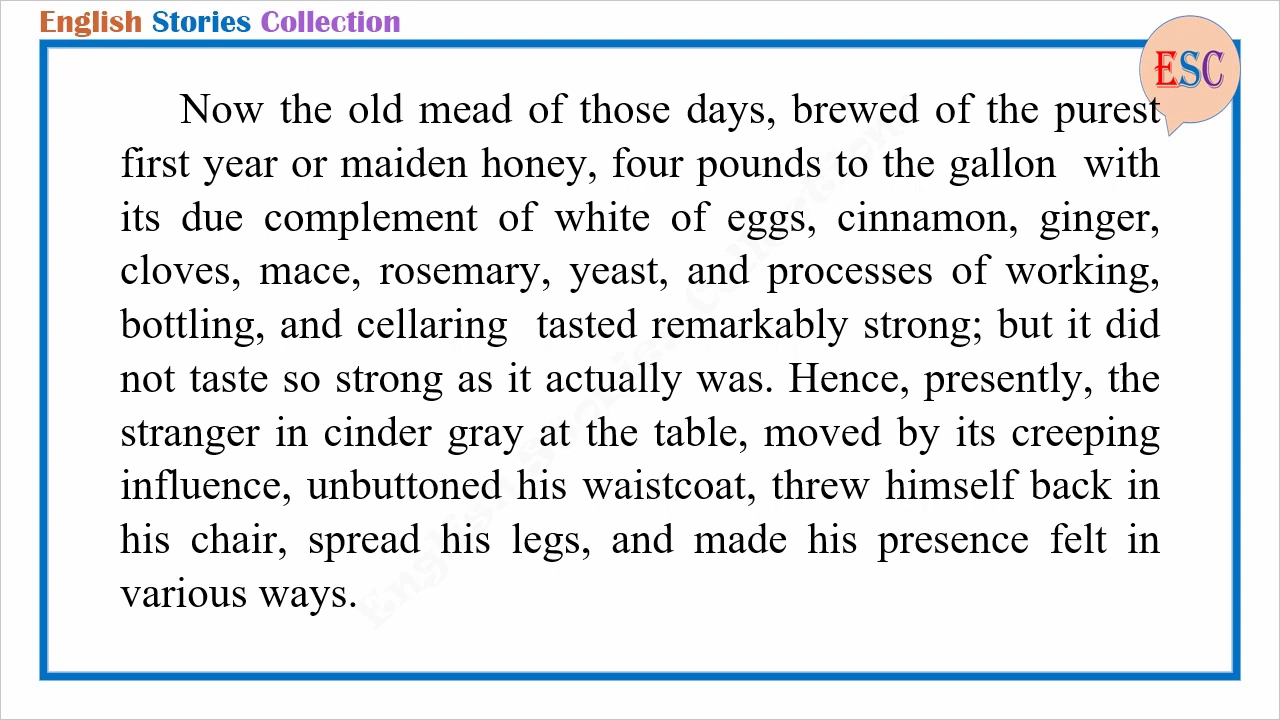 English Stories Collection
ESC
Now the old mead of those days, brewed of the purest
first year or maiden honey, four pounds to the gallon  with
its due complement of white of eggs, cinnamon, ginger,
cloves, mace, rosemary, yeast, and processes of working,
bottling, and cellaring  tasted remarkably strong; but it did
not taste so strong as it actually was. Hence, presently, the
stranger in cinder gray at the table, moved by its creeping
influence, unbuttoned his waistcoat, threw himself back in
his chair, spread his legs, and made his presence felt in
various ways.